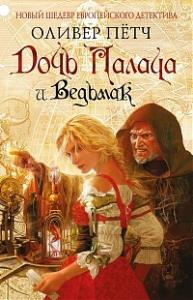 НОВЫЙ ШЕДЕВР ЕВРОПЕЙСКОГО ДЕТЕКТИВА
ОЛИВЕР ПЁТЧ
Дочь Палача
и Ведьмак